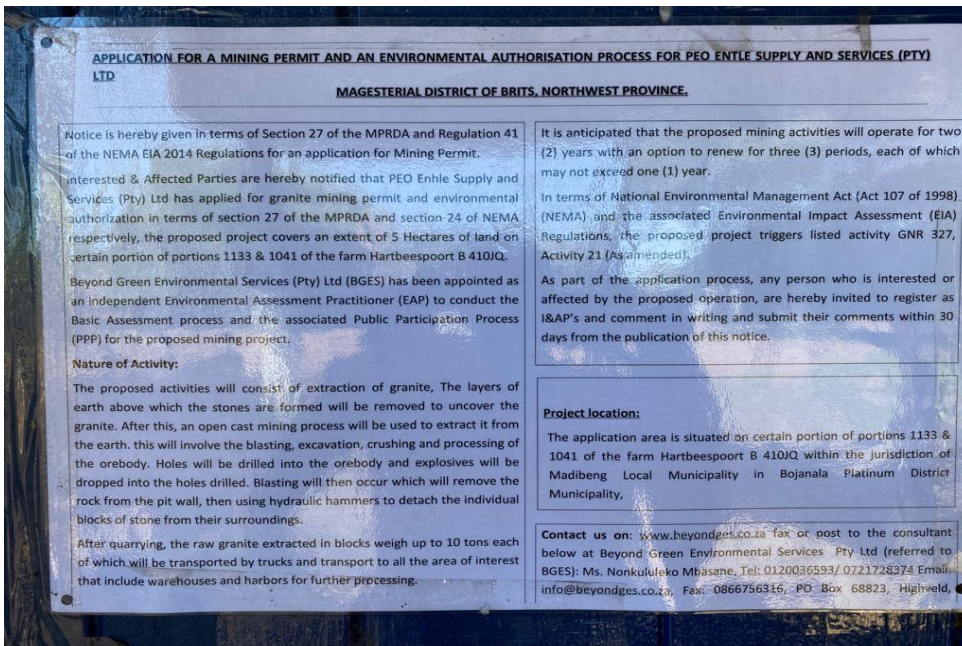 APPLICATION FOR A MINING PERMIT AND AN ENVIRONMENTAL AUTHORISATION PROCESS FOR PEO ENTLE SUPPLY AND SERVICES (PTY)
LTD
MAGESTERIAL DISTRICT OF BRITS, NORTHWEST PROVINCE.
Notice is hereby given in terms of Section 27 of the MPRDA and Regulation 41
of the NEMA EIA 2014 Regulations for an application for Mining Permit.
Interested & Affected Parties are hereby notified that PEO Enhle Supply and
Services (Pty) Ltd has applied for granite mining permit and environmental
authorization in terms of section 27 of the MPRDA and section 24 of NEMA
respectively, the proposed project covers an extent of 5 Hectares of land on
certain portion of portions 1133 & 1041 of the farm Hartbeespoort B 410JQ.
Beyond Green Environmental Services (Pty) Ltd (BGES) has been appointed as
an independent Environmental Assessment Practitioner (EAP) to conduct the
Basic Assessment process and the associated Public Participation Process
(PPP) for the proposed mining project.
Nature of Activity:
The proposed activities will consist of extraction of granite, The layers of
earth above which the stones are formed will be removed to uncover the
granite. After this, an open cast mining process will be used to extract it from
the earth. this will involve the blasting, excavation, crushing and processing of
the orebody. Holes will be drilled into the orebody and explosives will be
dropped into the holes drilled. Blasting will then occur which will remove the
rock from the pit wall, then using hydraulic hammers to detach the individual
blocks of stone from their surroundings.
After quarrying, the raw granite extracted in blocks weigh up to 10 tons each
of which will be transported by trucks and transport to all the area of interest
that include warehouses and harbors for further processing.
It is anticipated that the proposed mining activities will operate for two
(2) years with an option to renew for three (3) periods, each of which
may not exceed one (1) year.
In terms of National Environmental Management Act (Act 107 of 1998)
(NEMA) and the associated Environmental Impact Assessment (EIA)
Regulations, the proposed project triggers listed activity GNR 327,
Activity 21 (As amended).
As part of the application process, any person who is interested or
affected by the proposed operation, are hereby invited to register as
I&AP's and comment in writing and submit their comments within 30
days from the publication of this notice.
Project location:
The application area is situated on certain portion of portions 1133 &
1041 of the farm Hartbeespoort B 410JQ within the jurisdiction of
Madibeng Local Municipality in Bojanala Platinum District
Municipality,
Contact us on: www.beyondges.co.za fax or post to the consultant
below at Beyond Green Environmental Services Pty Ltd (referred to
BGES): Ms. Nonkululeko Mbasane, Tel: 0120036593/ 0721728374 Email:
info@beyondges.co.za, Fax: 0866756316, PO Box 68823, Highveld,